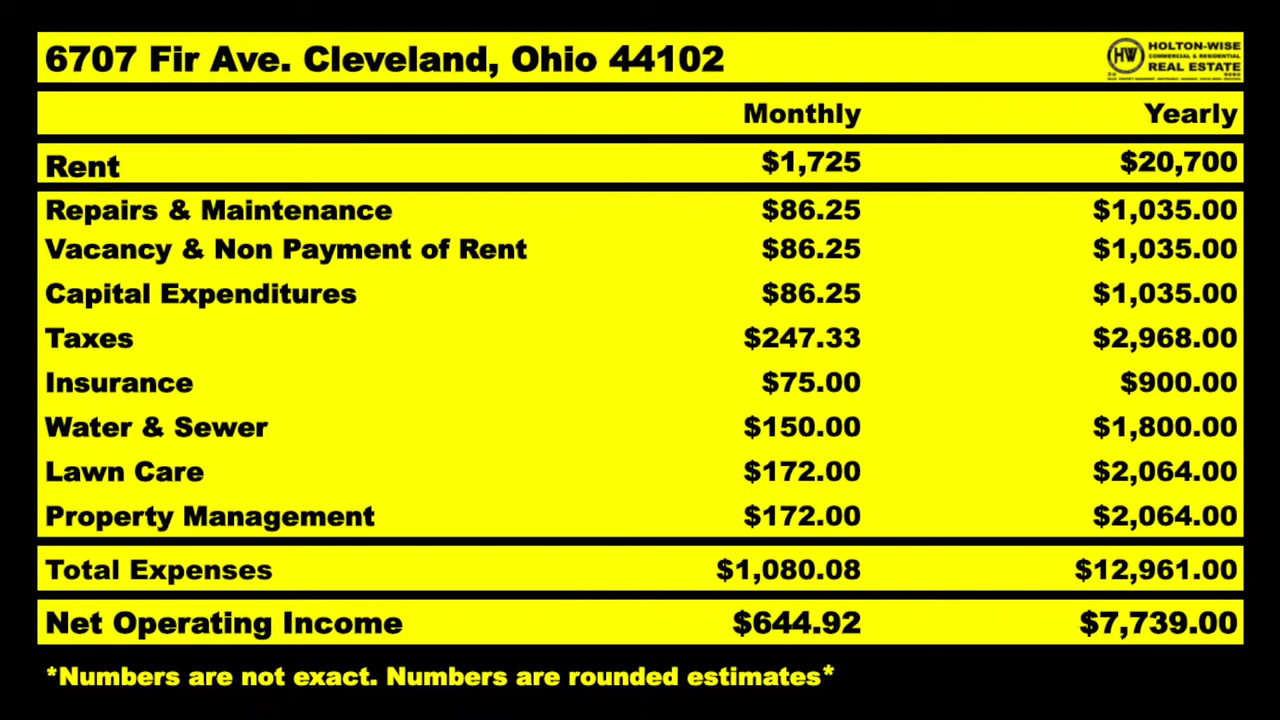 6707 Fir Ave. Cleveland, Ohio 44102
HW
HOLTON-WISE
COMMERCIAL & RESIDENTIAL
REAL ESTATE
Monthly Yearly
Rent $1,725 $20,700
Repairs & Maintenance $86.25 $1,035.00
Vacancy & Non Payment of Rent $86.25 $1,035.00
Capital Expenditures $86.25 $1,035.00
Taxes $247.33 $2,968.00
Insurance $75.00 $900.00
Water & Sewer $150.00 $1,800.00
Lawn Care $172.00 $2,064.00
Property Management $172.00 $2,064.00
Total Expenses $1,080.08 $12,961.00
Net Operating Income $644.92 $7,739.00
*Numbers are not exact. Numbers are rounded estimates*